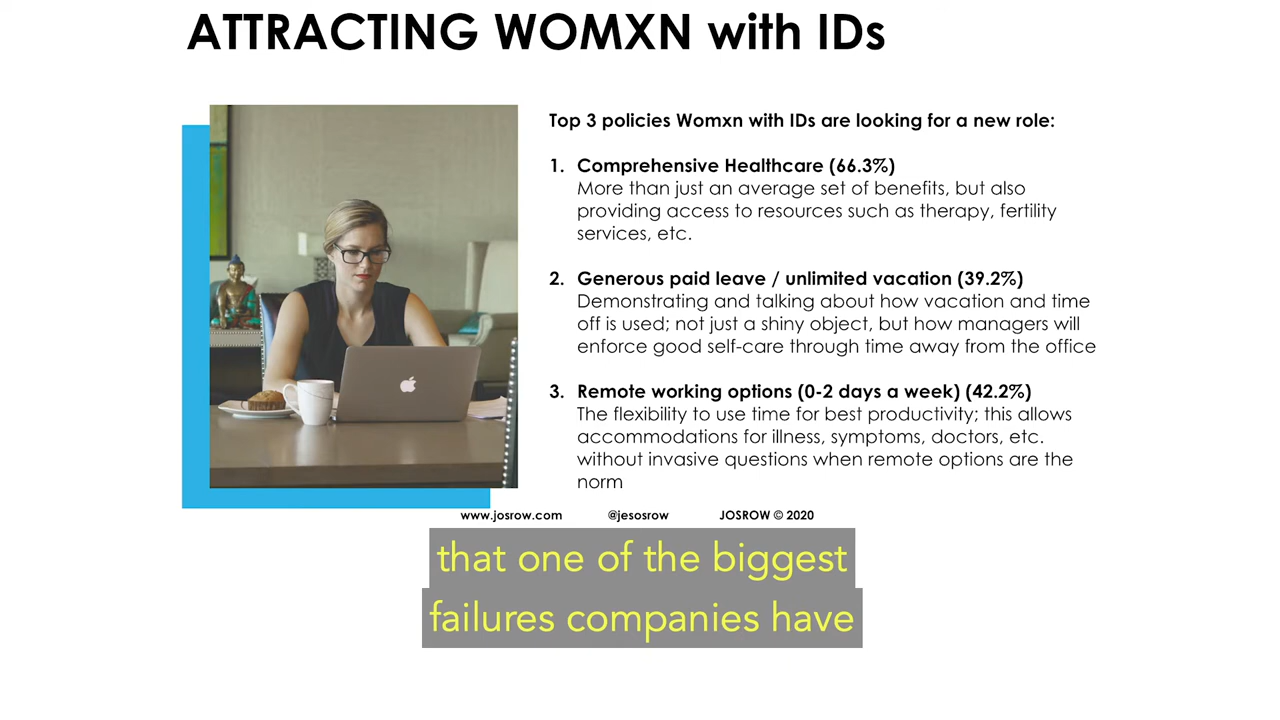 ATTRACTING WOMXN with IDs
Top 3 policies Womxn with IDs are looking for a new role:
1. Comprehensive Healthcare (66.3%)
More than just an average set of benefits, but also
providing access to resources such as therapy, fertility
services, etc.
2. Generous paid leave / unlimited vacation (39.2%)
Demonstrating and talking about how vacation and time
off is used; not just a shiny object, but how managers will
enforce good self-care through time away from the office
3. Remote working options (0-2 days a week) (42.2%)
The flexibility to use time for best productivity; this allows
accommodations for illness, symptoms, doctors, etc.
without invasive questions when remote options are the
norm
www.josrow.com @jesosrow JOSROW © 2020
that one of the biggest
failures companies have